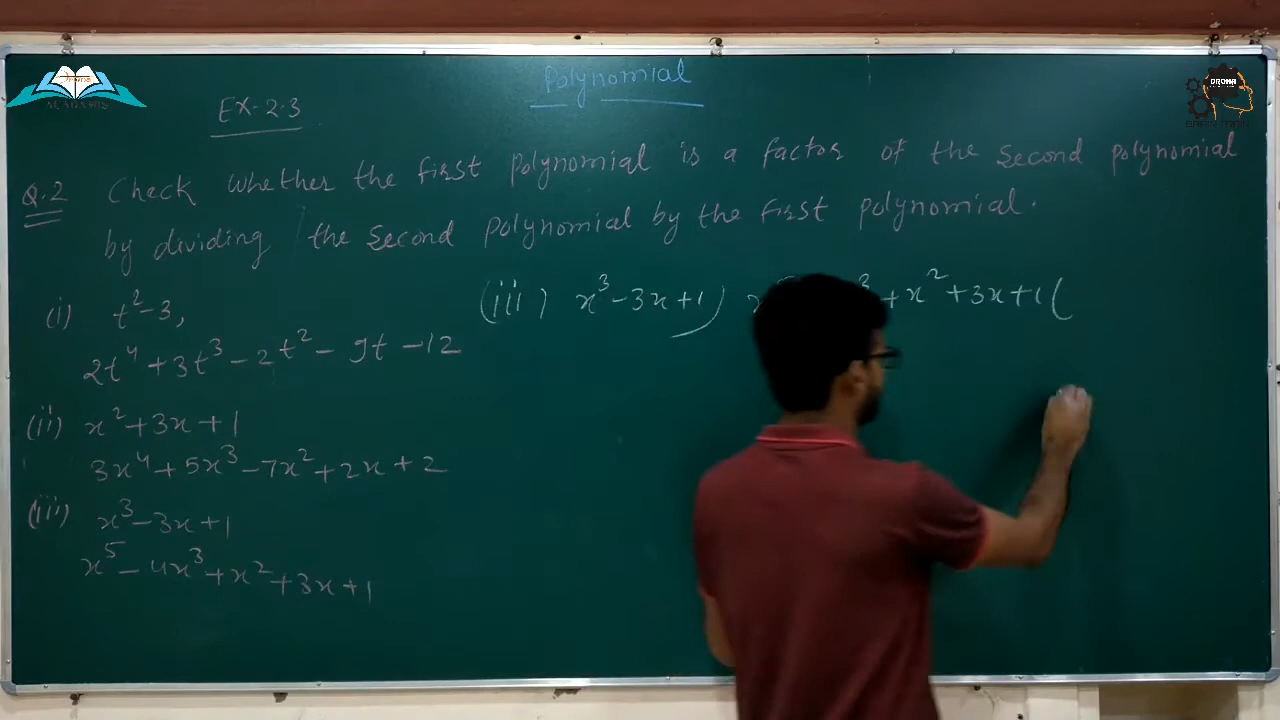 Polynomial
EX-2.3
Q.2 Check whether the first polynomial is a factor of the second polynomial
by dividing the second polynomial by the first polynomial.
(i) t²-3,
2t⁴+3t³-2t²-9t-12
(ii) x²+3x+1
3x⁴+5x³-7x²+2x+2
(iii) x³-3x+1
x⁵-4x³+x²+3x+1
(iii) x³-3x+1) +x²+3x+1(
DRONA